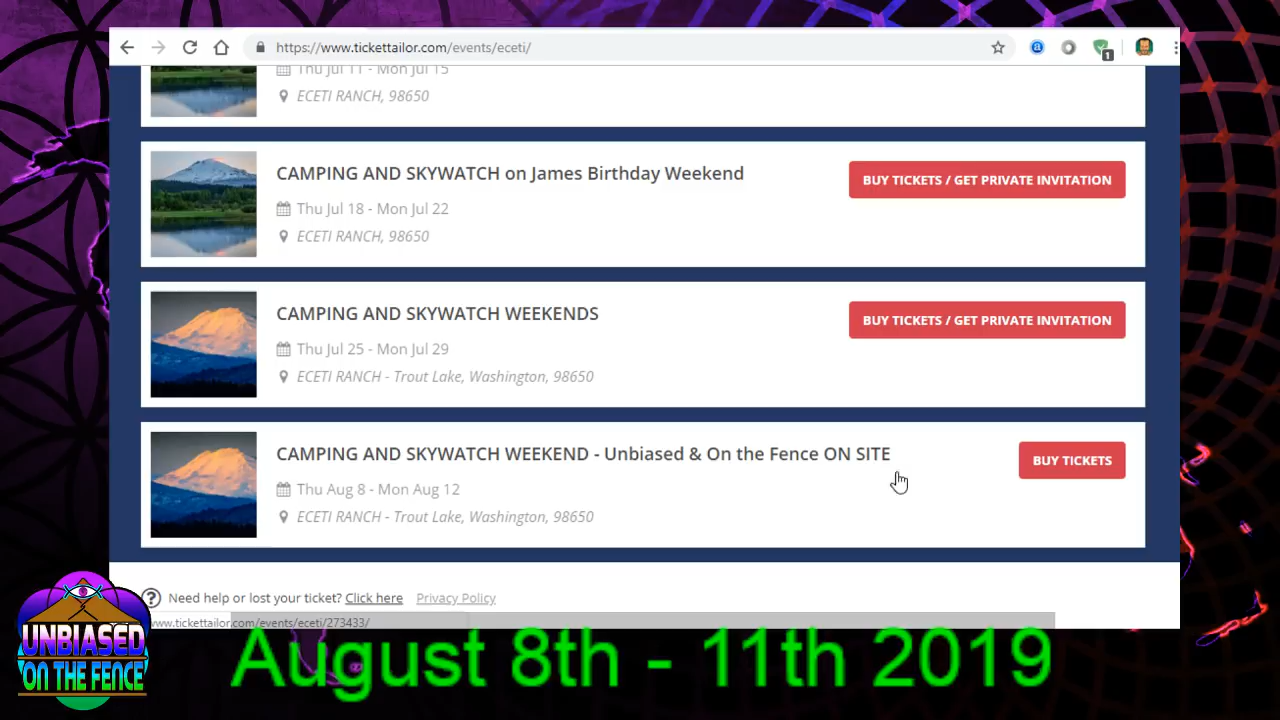 https://www.tickettailor.com/events/eceti/
1
Thu Jul 11 - Mon Jul 15
ECETI RANCH, 98650
CAMPING AND SKYWATCH on James Birthday Weekend
BUY TICKETS / GET PRIVATE INVITATION
Thu Jul 18 - Mon Jul 22
ECETI RANCH, 98650
CAMPING AND SKYWATCH WEEKENDS
BUY TICKETS / GET PRIVATE INVITATION
Thu Jul 25 - Mon Jul 29
ECETI RANCH - Trout Lake, Washington, 98650
CAMPING AND SKYWATCH WEEKEND - Unbiased & On the Fence ON SITE
BUY TICKETS
Thu Aug 8 - Mon Aug 12
ECETI RANCH - Trout Lake, Washington, 98650
? Need help or lost your ticket? Click here Privacy Policy
www.tickettailor.com/events/eceti/273433/
UNBIASED
ON THE FENCE
August 8th - 11th 2019